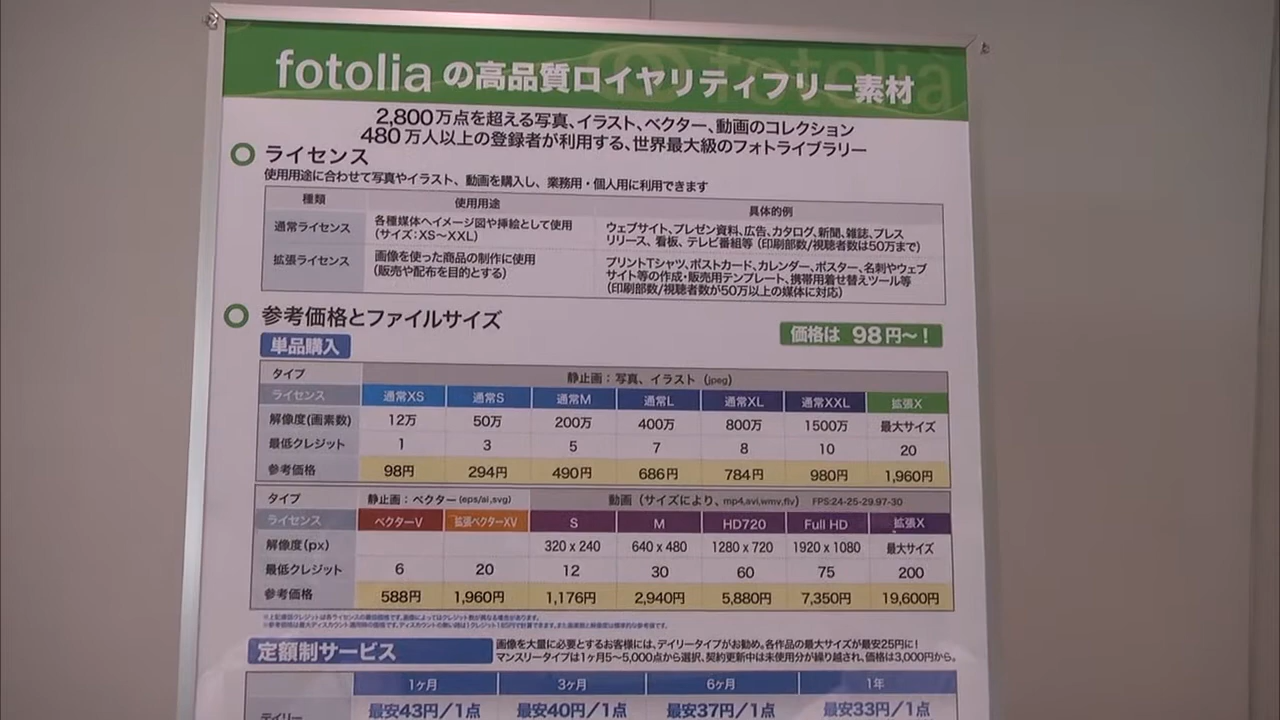 fotoliaの高品質ロイヤリティフリー素材
2,800万点を超える写真、イラスト、ベクター、動画のコレクション
480万人以上の登録者が利用する、世界最大級のフォトライブラリー
ライセンス
使用用途に合わせて写真やイラスト、動画を購入し、業務用・個人用に利用できます
種類 使用用途 具体的例
通常ライセンス 各種媒体へイメージ図や挿絵として使用 ウェブサイト、プレゼン資料、広告、カタログ、新聞、雑誌、プレス
(サイズ：XS〜XXL) リリース、看板、テレビ番組等（印刷部数/視聴者数は50万まで）
拡張ライセンス 画像を使った商品の制作に使用 プリントTシャツ、ポストカード、カレンダー、ポスター、名刺やウェブ
(販売や配布を目的とする) サイト等の作成・販売用テンプレート、携帯用着せ替えツール等
(印刷部数/視聴者数が50万以上の媒体に対応)
参考価格とファイルサイズ
価格は 98円〜！
単品購入
タイプ 静止画：写真、イラスト（jpeg）
ライセンス 通常XS 通常S 通常M 通常L 通常XL 通常XXL 拡張X
解像度(画素数) 12万 50万 200万 400万 800万 1500万 最大サイズ
最低クレジット 1 3 5 7 8 10 20
参考価格 98円 294円 490円 686円 784円 980円 1,960円
タイプ 静止画：ベクター(eps/ai,svg) 動画（サイズにより、mp4,avi,wmv,flv） FPS:24-25-29.97-30
ライセンス ベクターV 拡張ベクターXV S M HD720 Full HD 拡張X
解像度(px) 320 x 240 640 x 480 1280 x 720 1920 x 1080 最大サイズ
最低クレジット 6 20 12 30 60 75 200
参考価格 588円 1,960円 1,176円 2,940円 5,880円 7,350円 19,600円
定額制サービス
画像を大量に必要とするお客様には、デイリータイプがお勧め。各作品の最大サイズが最安25円に！
マンスリータイプは1ヶ月5〜5,000点から選択、契約更新中は未使用分が繰り越され、価格は3,000円から。
1ヶ月 3ヶ月 6ヶ月 1年
デイリー 最安43円／1点 最安40円／1点 最安37円／1点 最安33円／1点